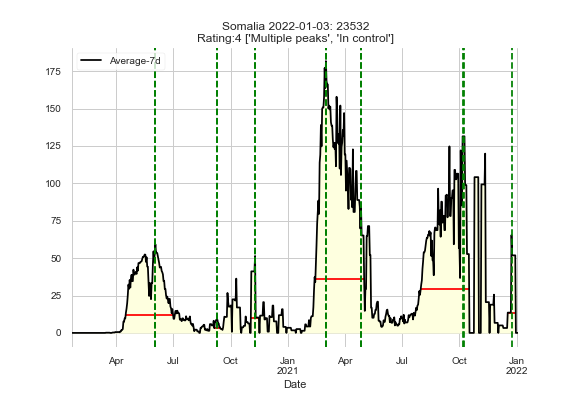 Somalia 2022-01-03: 23532
Rating:4 ['Multiple peaks', 'In control']
Average-7d
175
150
125
100
75
50
25
0
Apr Jul Oct Jan Apr Jul Oct Jan
2021 2022
Date